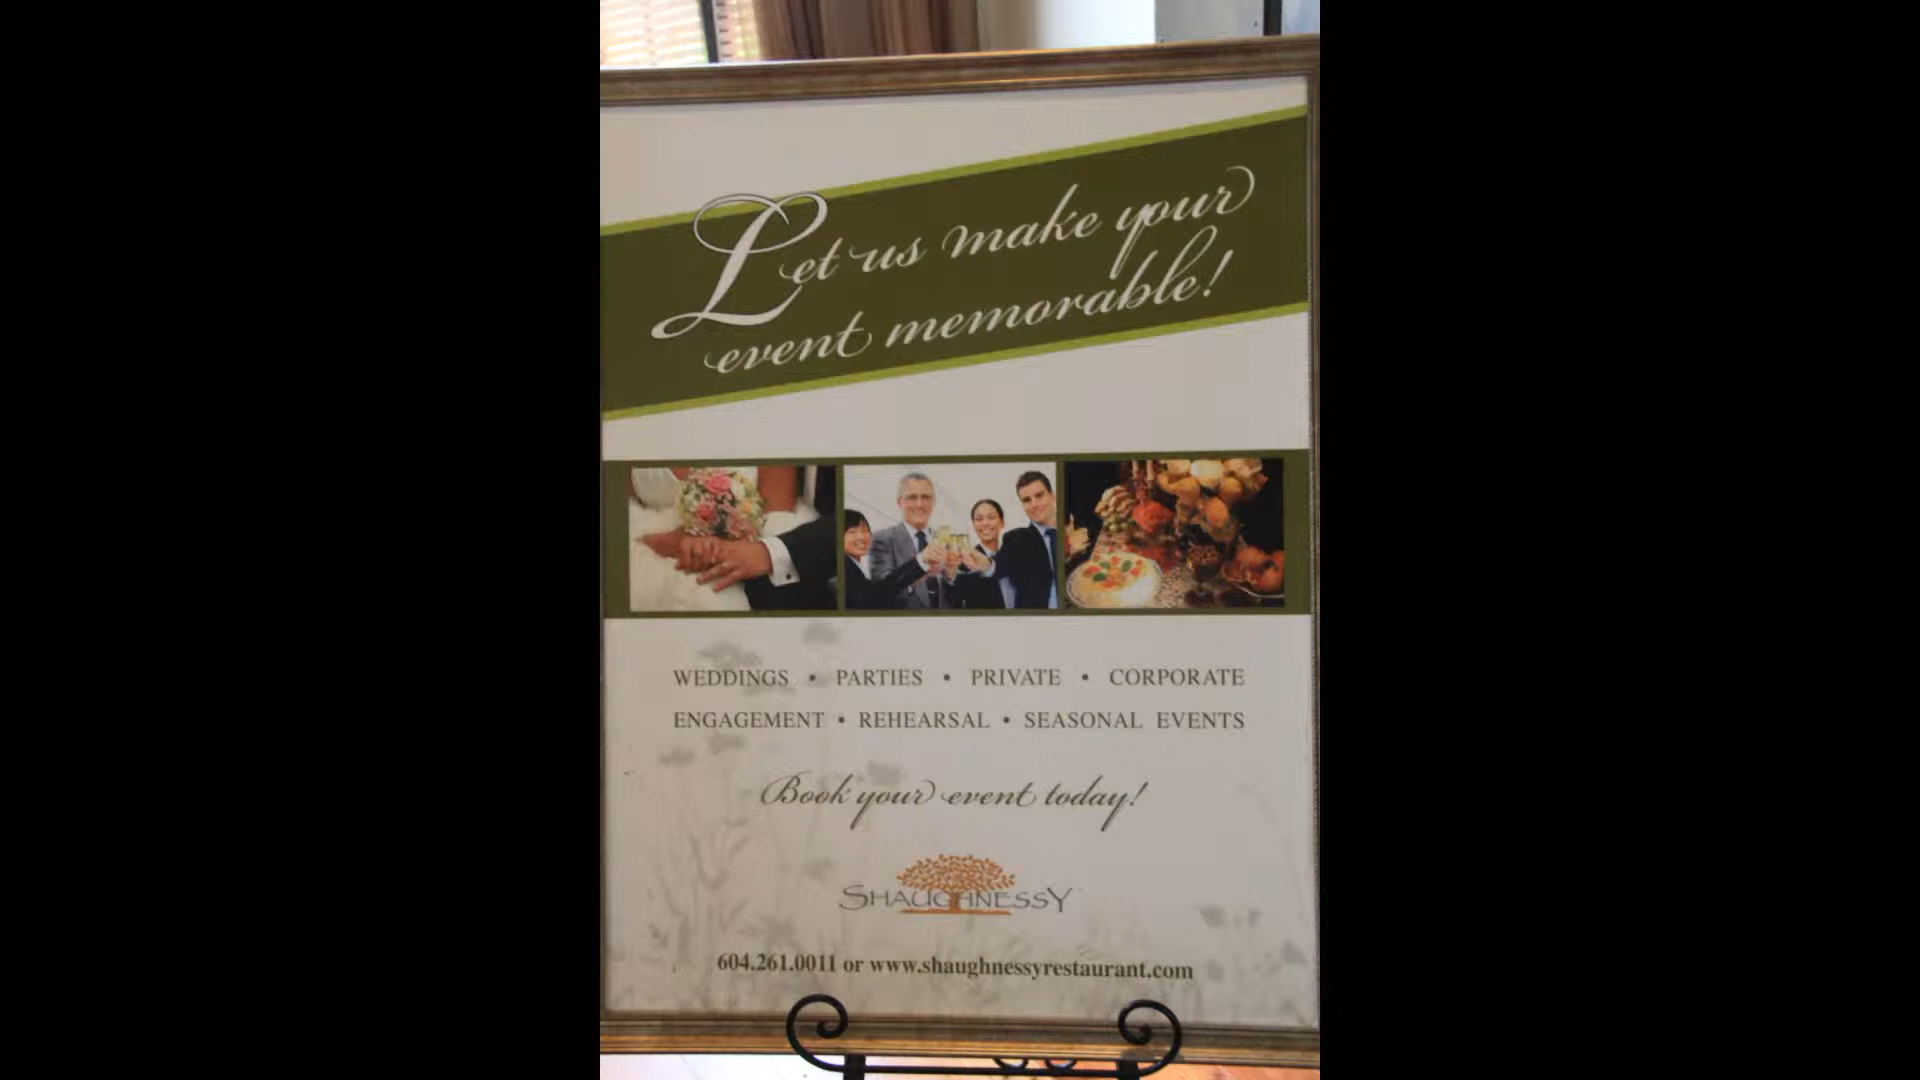 Let us make your
event memorable!
WEDDINGS • PARTIES • PRIVATE • CORPORATE
ENGAGEMENT • REHEARSAL • SEASONAL EVENTS
Book your event today!
SHAUGHNESSY
604.261.0011 or www.shaughnessyrestaurant.com